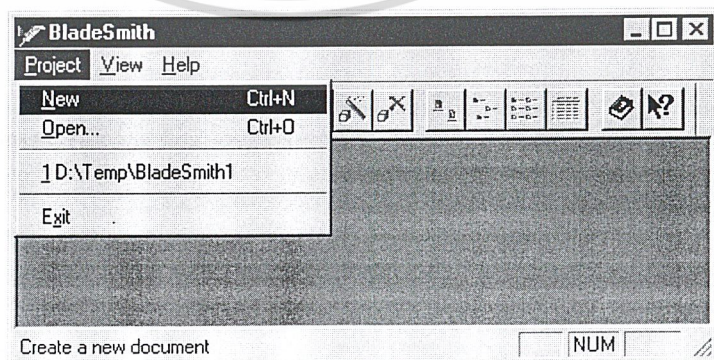 BladeSmith
Project View Help
New Ctrl+N
Open... Ctrl+O
1 D:\Temp\BladeSmith1
Exit
Create a new document
NUM